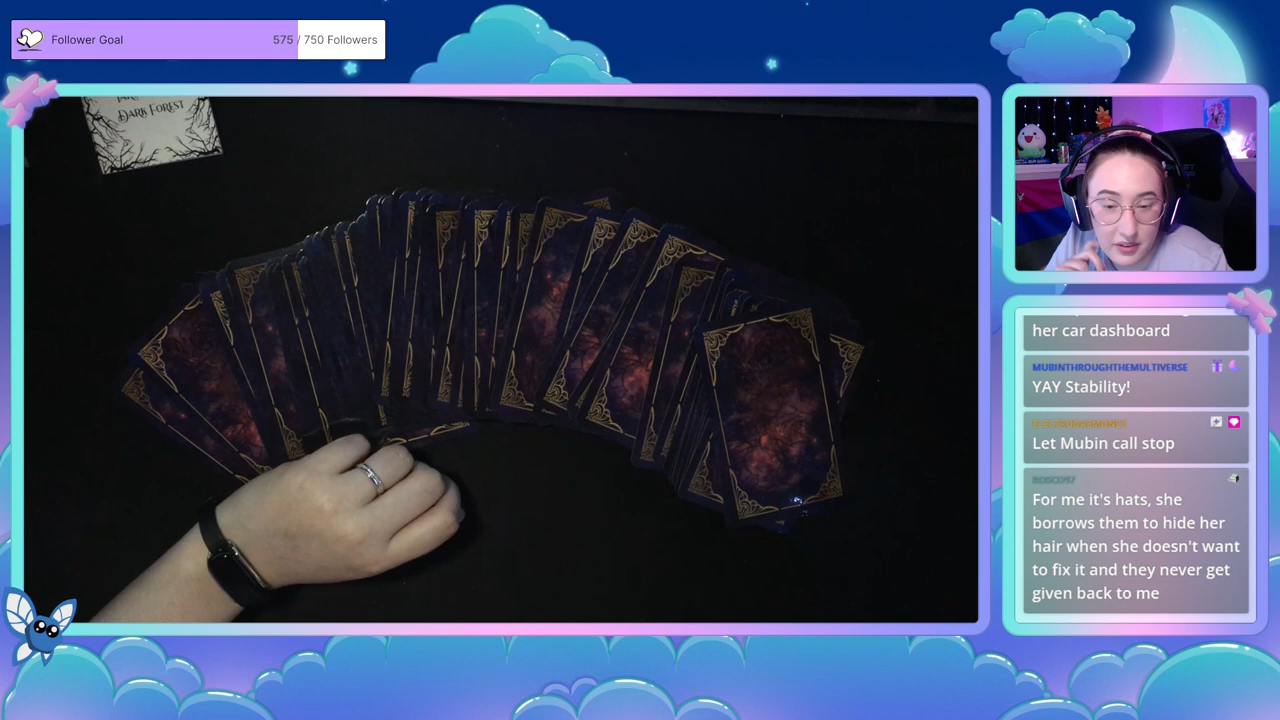 Follower Goal 575 / 750 Followers
DARK FOREST
her car dashboard
MUBINTHROUGHTHEMULTIVERSE
YAY Stability!
Let Mubin call stop
For me it's hats, she
borrows them to hide her
hair when she doesn't want
to fix it and they never get
given back to me